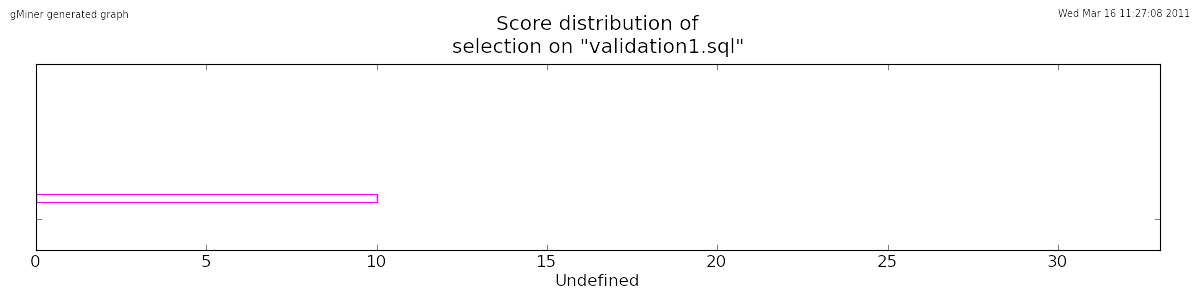 gMiner generated graph
Wed Mar 16 11:27:08 2011
Score distribution of
selection on "validation1.sql"
0 5 10 15 20 25 30
Undefined